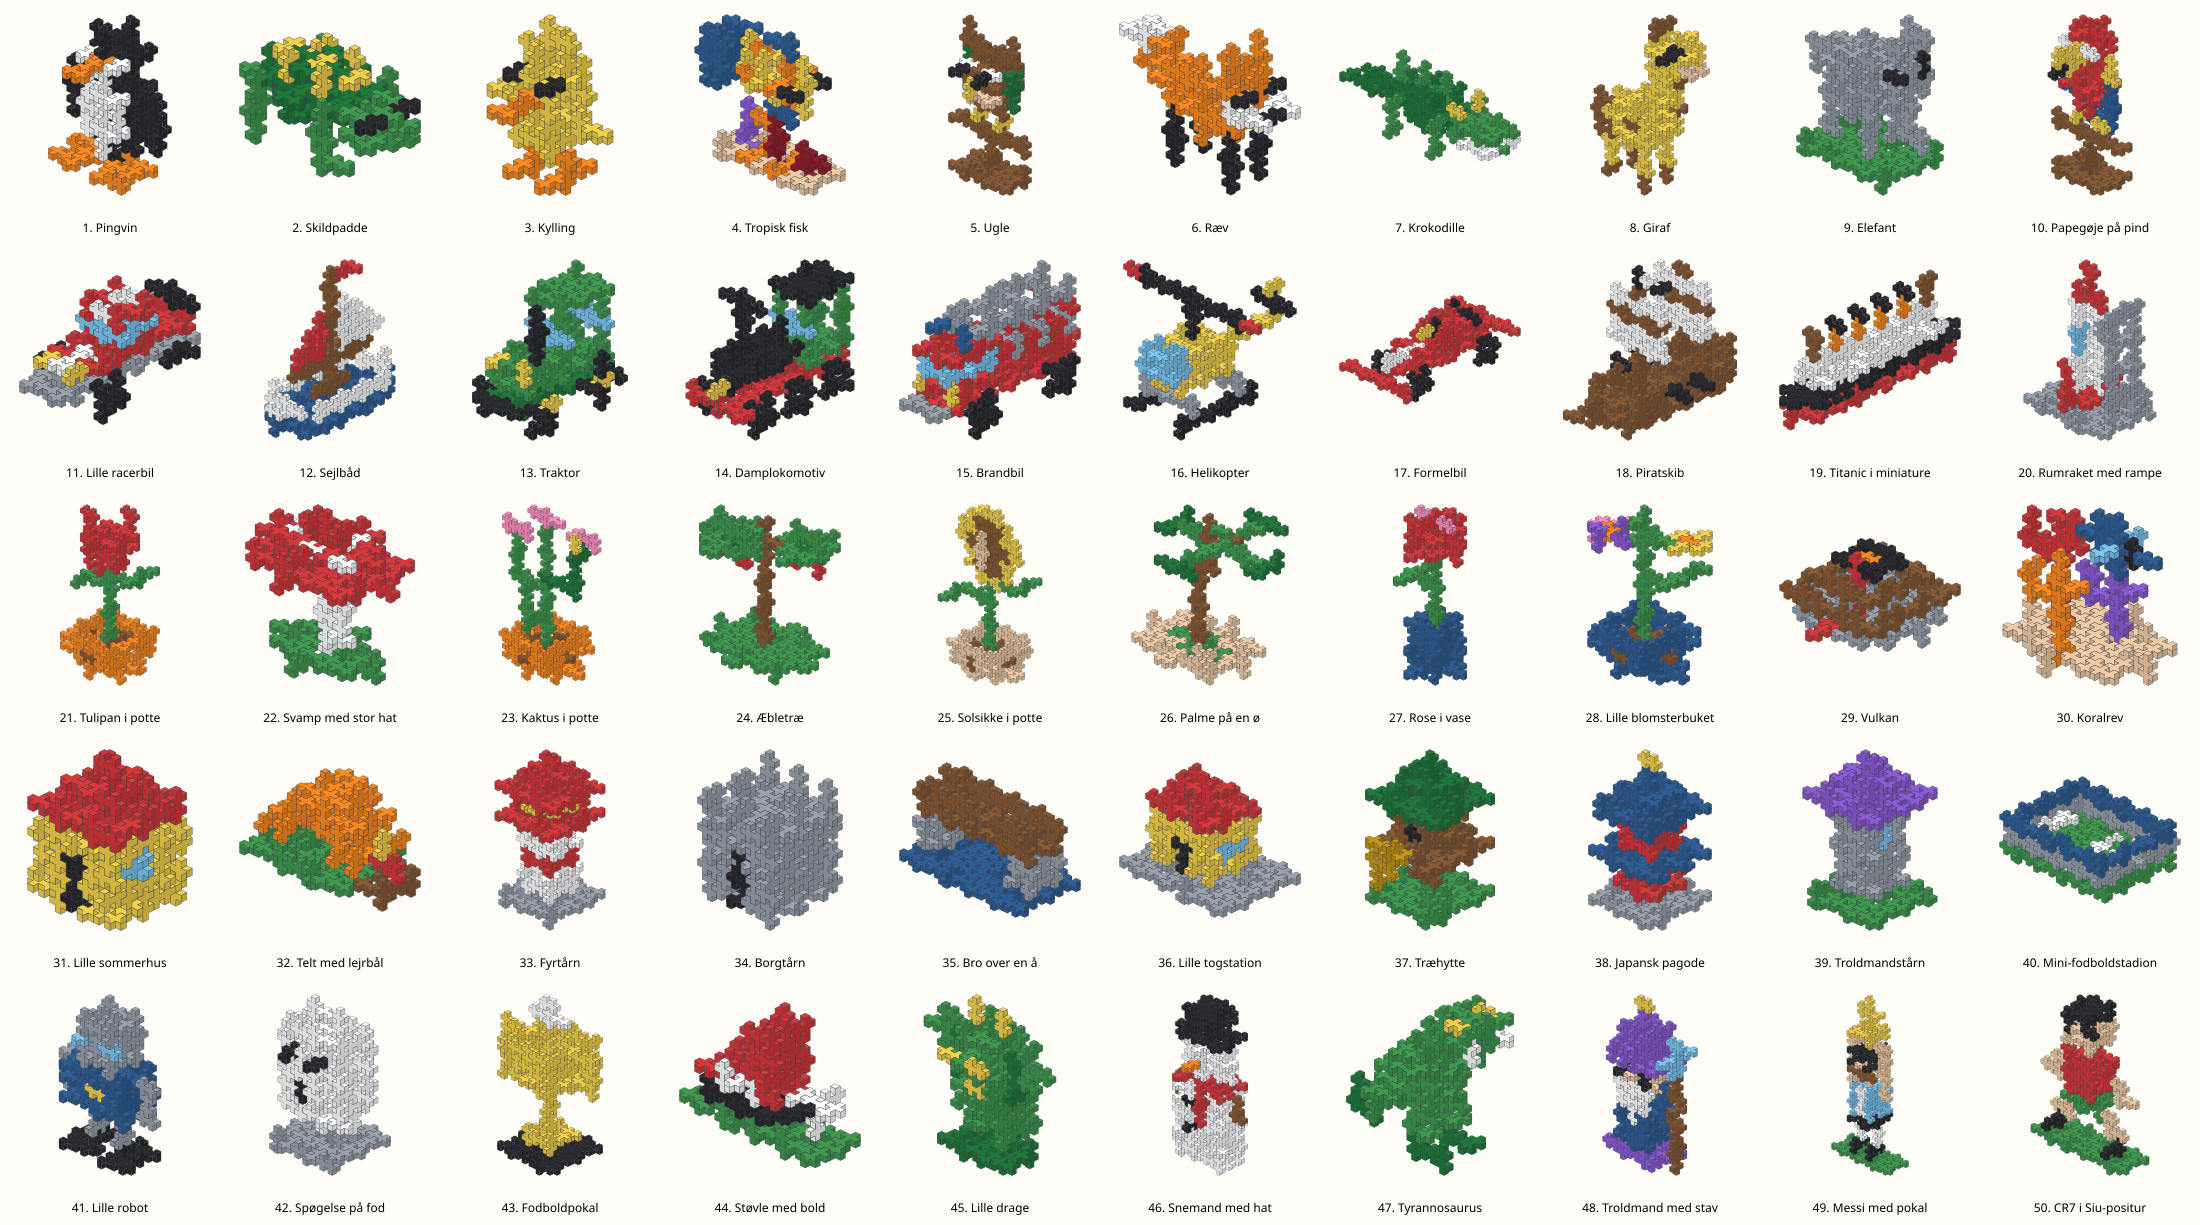 1. Pingvin
2. Skildpadde
3. Kylling
4. Tropisk fisk
5. Ugle
6. Ræv
7. Krokodille
8. Giraf
9. Elefant
10. Papegøje på pind
11. Lille racerbil
12. Sejlbåd
13. Traktor
14. Damplokomotiv
15. Brandbil
16. Helikopter
17. Formelbil
18. Piratskib
19. Titanic i miniature
20. Rumraket med rampe
21. Tulipan i potte
22. Svamp med stor hat
23. Kaktus i potte
24. Æbletræ
25. Solsikke i potte
26. Palme på en ø
27. Rose i vase
28. Lille blomsterbuket
29. Vulkan
30. Koralrev
31. Lille sommerhus
32. Telt med lejrbål
33. Fyrtårn
34. Borgtårn
35. Bro over en å
36. Lille togstation
37. Træhytte
38. Japansk pagode
39. Troldmandstårn
40. Mini-fodboldstadion
41. Lille robot
42. Spøgelse på fod
43. Fodboldpokal
44. Støvle med bold
45. Lille drage
46. Snemand med hat
47. Tyrannosaurus
48. Troldmand med stav
49. Messi med pokal
50. CR7 i Siu-positur